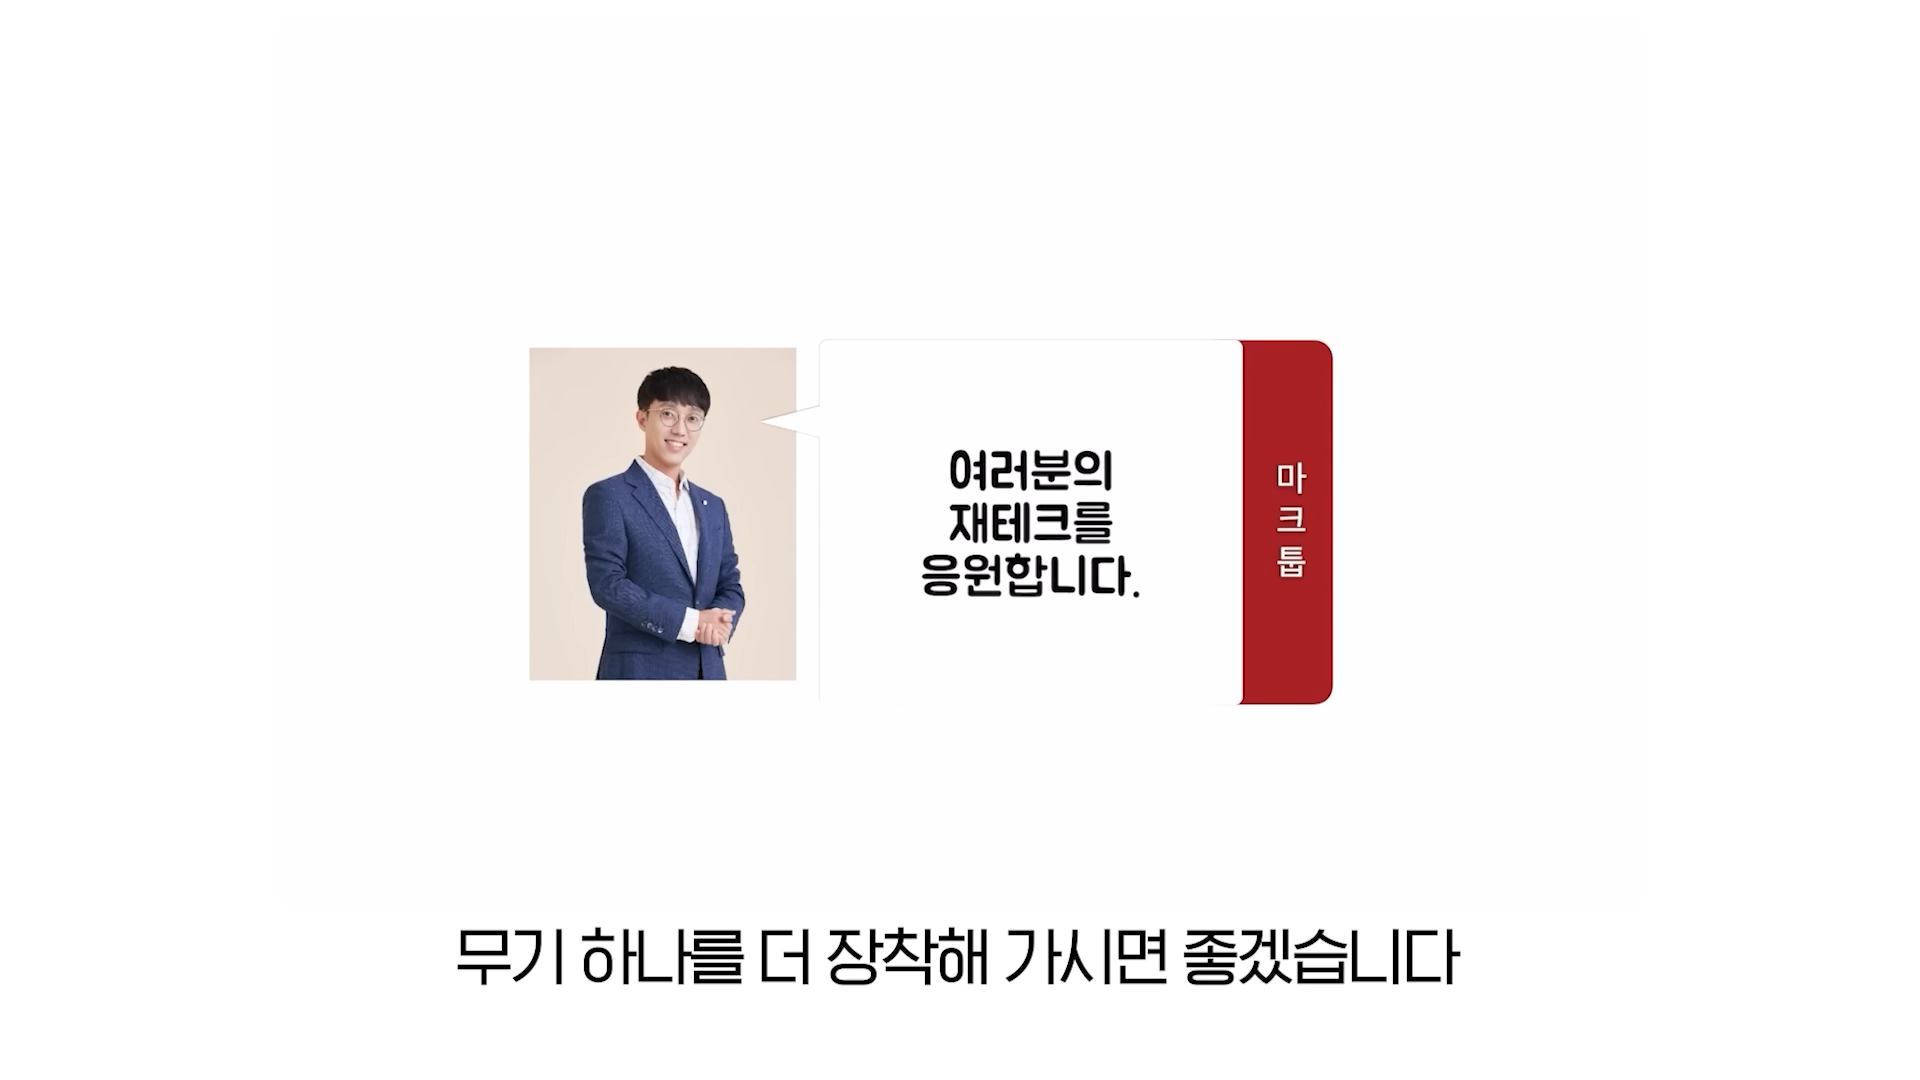 여러분의
재테크를
응원합니다.
마크툽
무기 하나를 더 장착해 가시면 좋겠습니다